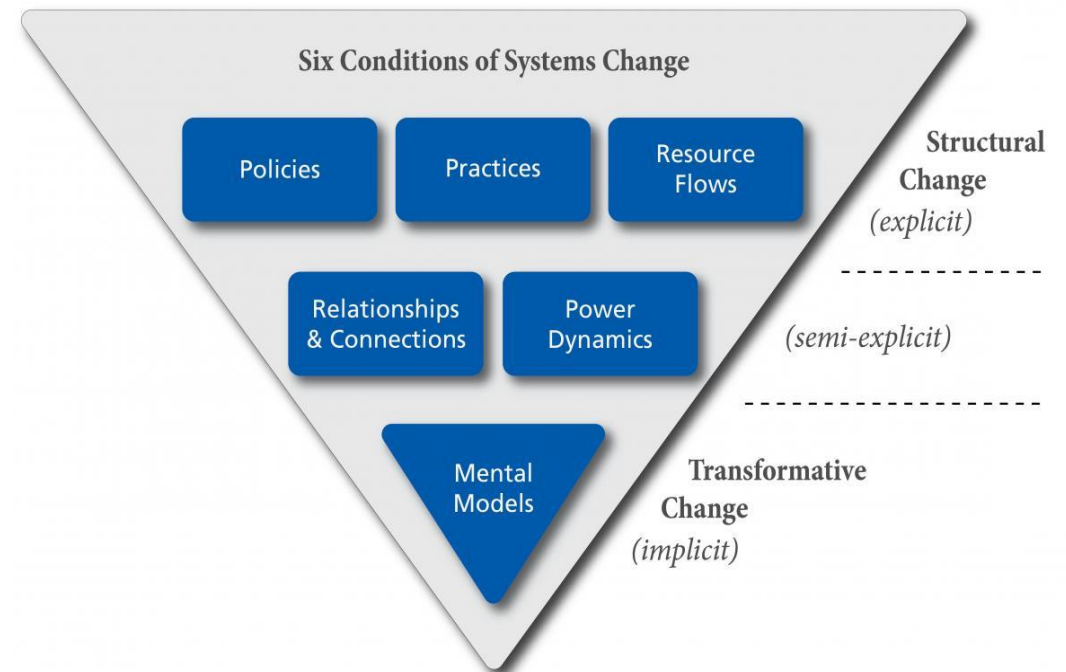 Six Conditions of Systems Change
Policies
Practices
Resource
Flows
Structural
Change
(explicit)
Relationships
& Connections
Power
Dynamics
(semi-explicit)
Mental
Models
Transformative
Change
(implicit)